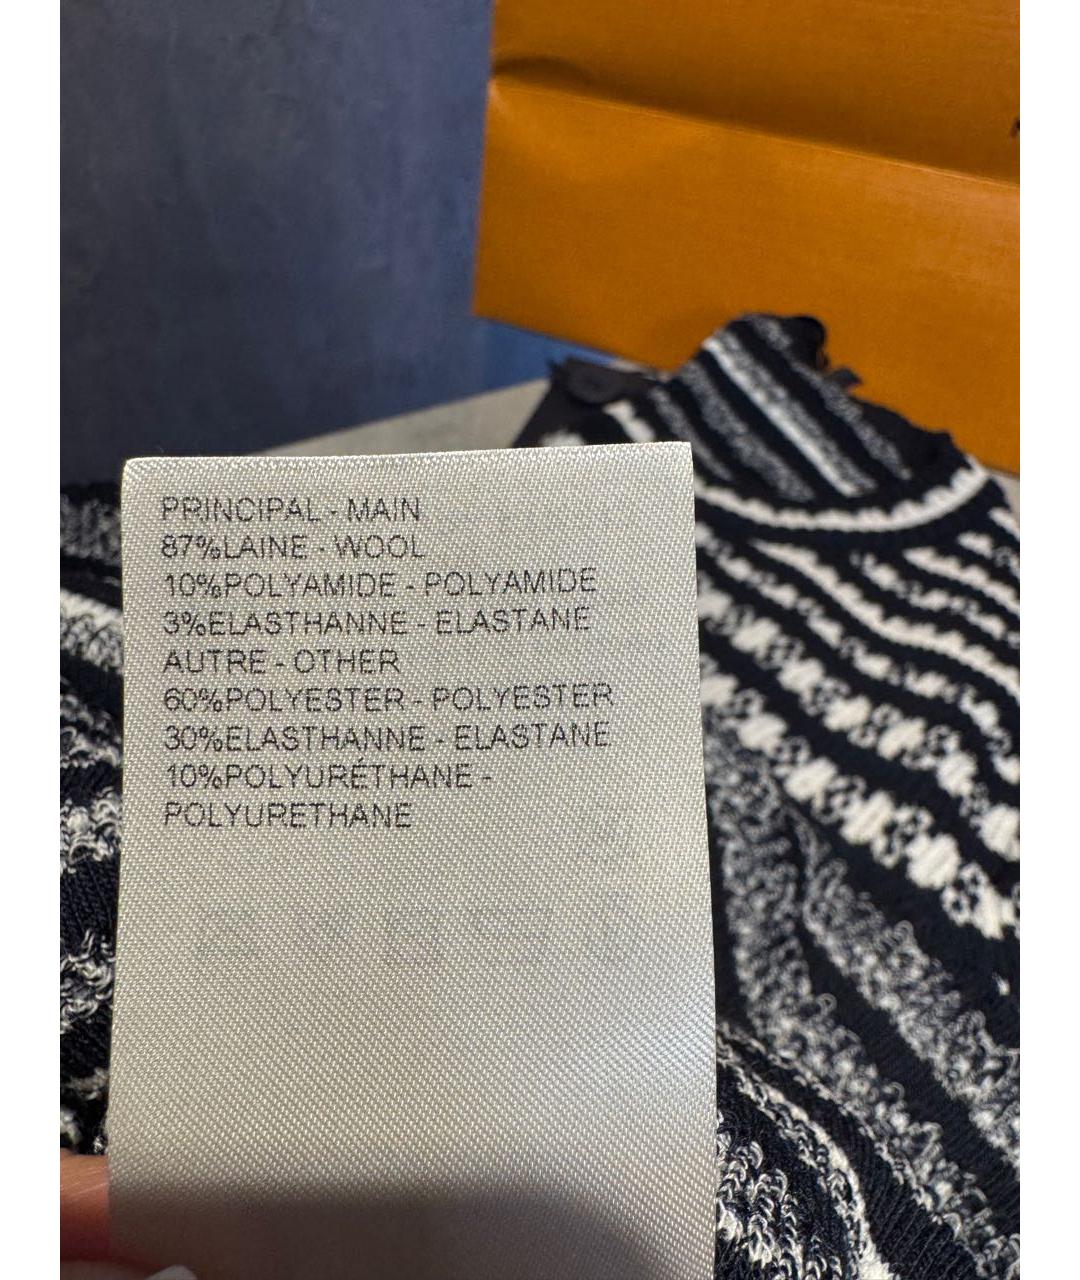 PRINCIPAL - MAIN
87%LAINE - WOOL
10%POLYAMIDE - POLYAMIDE
3%ELASTHANNE - ELASTANE
AUTRE - OTHER
60%POLYESTER - POLYESTER
30%ELASTHANNE - ELASTANE
10%POLYURÉTHANE -
POLYURETHANE